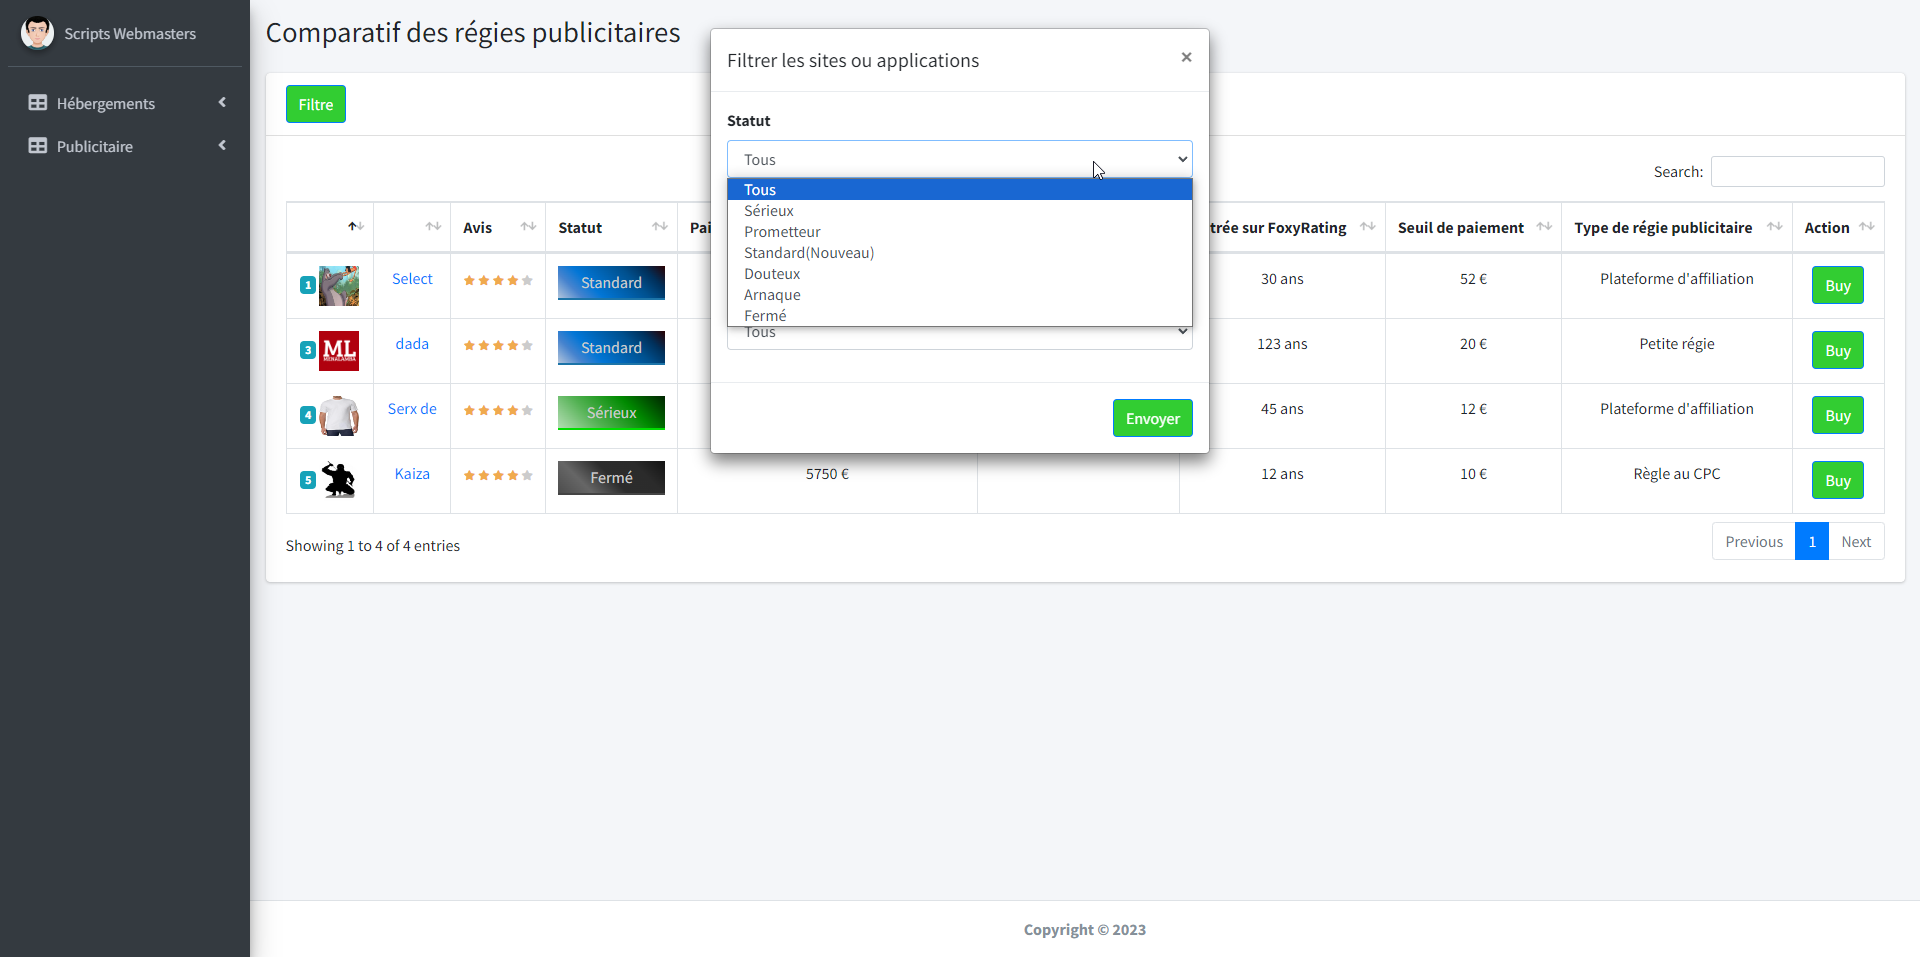 Scripts Webmasters
Hébergements
Publicitaire
Comparatif des régies publicitaires
Filtre
Search:
Avis
Statut
Pai
trée sur FoxyRating
Seuil de paiement
Type de régie publicitaire
Action
1
Select
Standard
30 ans
52 €
Plateforme d'affiliation
Buy
3
ML
dada
Standard
123 ans
20 €
Petite régie
Buy
4
Serx de
Sérieux
45 ans
12 €
Plateforme d'affiliation
Buy
5
Kaiza
Fermé
5750 €
12 ans
10 €
Règle au CPC
Buy
Showing 1 to 4 of 4 entries
Previous
1
Next
Filtrer les sites ou applications
×
Statut
Tous
Tous
Sérieux
Prometteur
Standard(Nouveau)
Douteux
Arnaque
Fermé
Tous
Envoyer
Copyright © 2023